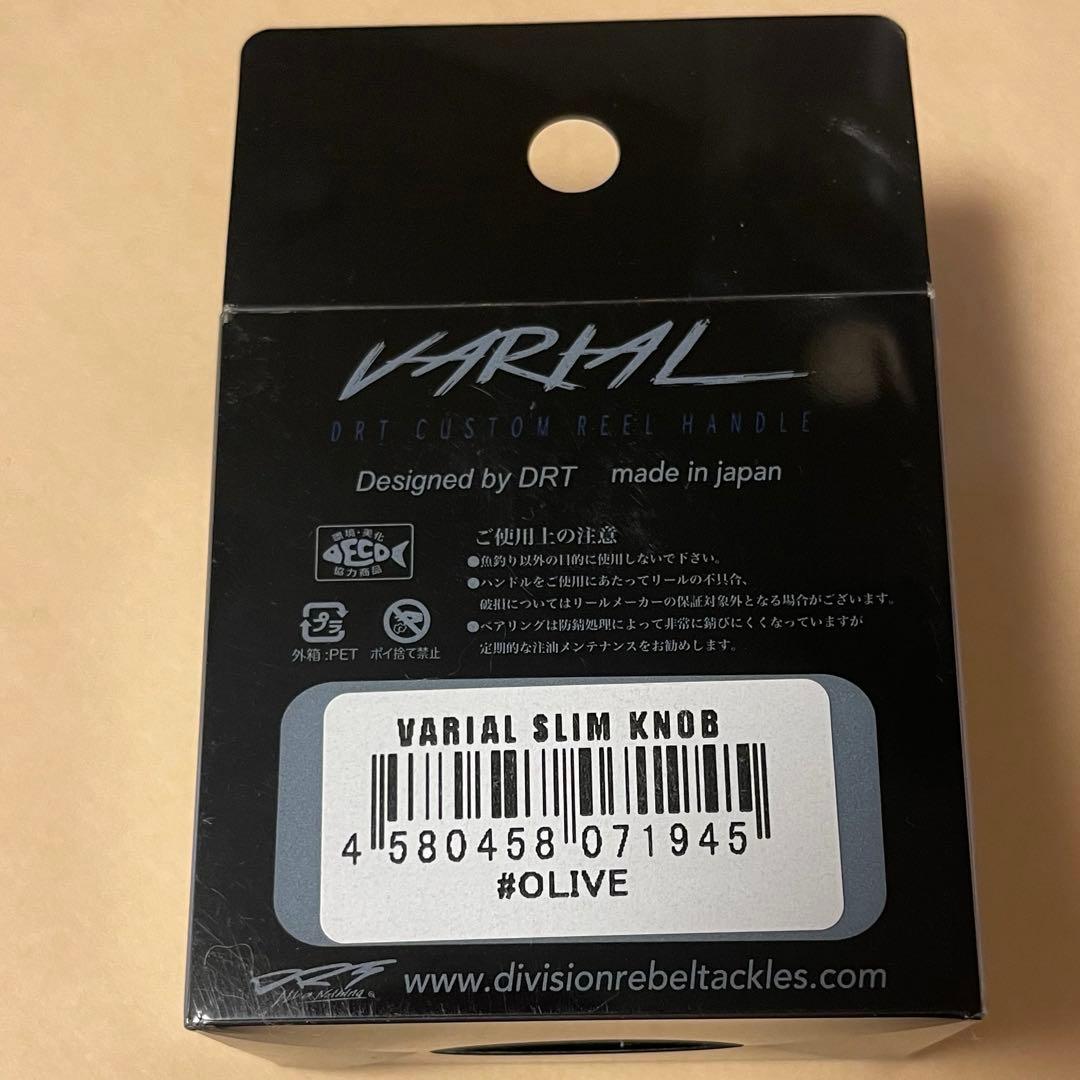 VARIAL
DRT CUSTOM REEL HANDLE
Designed by DRT made in japan
環境・美化
ECO
協力商品
プラ
外箱:PET ポイ捨て禁止
ご使用上の注意
●魚釣り以外の目的に使用しないで下さい。
●ハンドルをご使用にあたってリールの不具合、
破損についてはリールメーカーの保証対象外となる場合がございます。
●ベアリングは防錆処理によって非常に錆びにくくなっていますが
定期的な注油メンテナンスをお勧めします。
VARIAL SLIM KNOB
4 580458 071945
#OLIVE
DRT
www.divisionrebeltackles.com